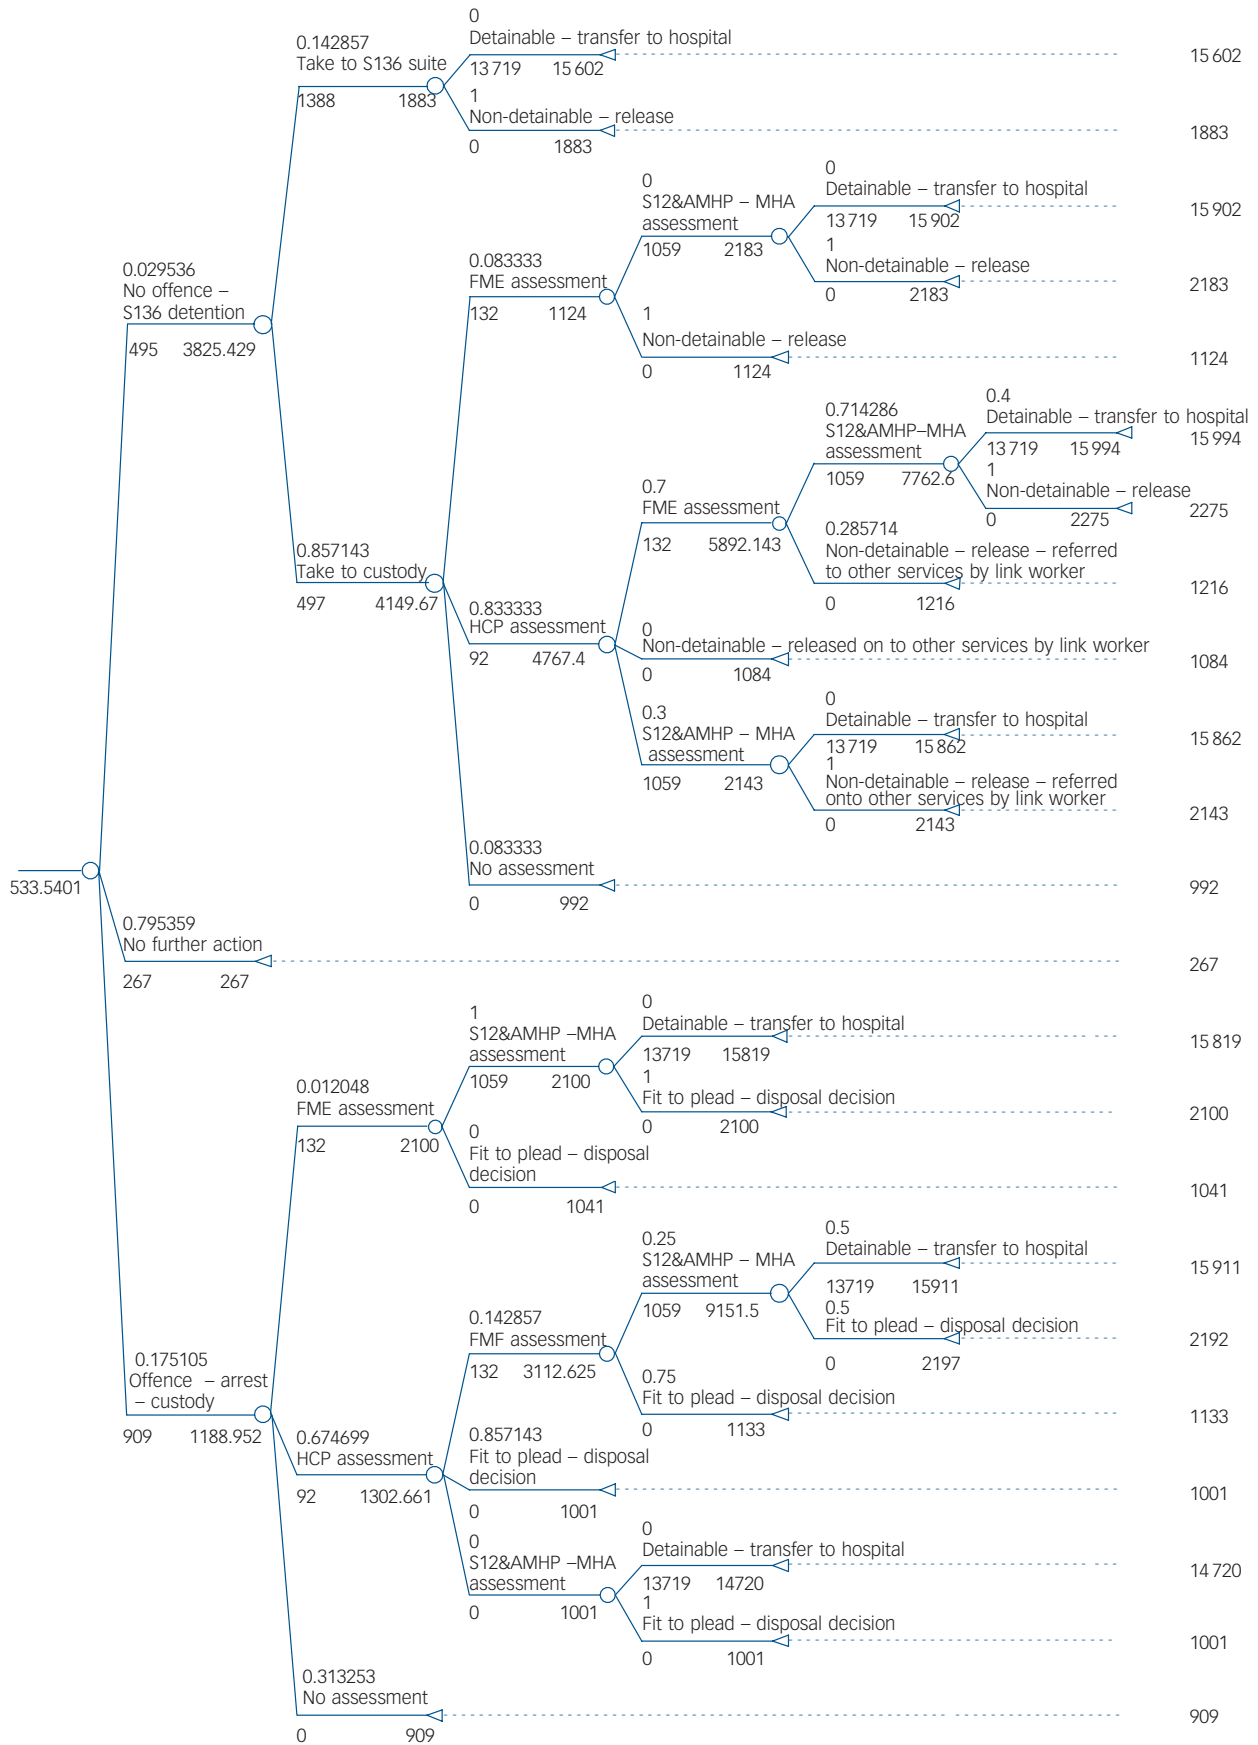 0
0.142857
Detainable – transfer to hospital
Take to S136 suite
13 719 15 602
15 602
1
1388 1883
Non-detainable – release
0 1883
1883
0
0
Detainable – transfer to hospital
S12&AMHP – MHA
assessment
13 719 15 902
15 902
1059 2183
1
0.029536
0.083333
Non-detainable – release
No offence –
FME assessment
0 2183
2183
S136 detention
132 1124
1
495 3825.429
Non-detainable – release
0 1124
1124
0.4
0.714286
Detainable – transfer to hospital
S12&AMHP–MHA
assessment
13 719 15 994
15 994
1059 7762.6
1
0.7
Non-detainable – release
FME assessment
0 2275
2275
132 5892.143
0.285714
0.857143
Non-detainable – release – referred
Take to custody
to other services by link worker
497 4149.67
0 1216
1216
0.833333
HCP assessment
0
92 4767.4
Non-detainable – released on to other services by link worker
0 1084
1084
0
0.3
Detainable – transfer to hospital
S12&AMHP – MHA
assessment
13 719 15 862
15 862
1
1059 2143
Non-detainable – release – referred
onto other services by link worker
0 2143
2143
0.083333
No assessment
533.5401
0 992
992
0.795359
No further action
267 267
267
0
1
Detainable – transfer to hospital
S12&AMHP –MHA
assessment
13719 15819
15 819
0.012048
1059 2100
1
FME assessment
Fit to plead – disposal decision
132 2100
0
0 2100
2100
Fit to plead – disposal
decision
0 1041
1041
0.5
0.25
Detainable – transfer to hospital
S12&AMHP – MHA
assessment
13719 15911
15 911
1059 9151.5
0.5
0.142857
Fit to plead – disposal decision
FMF assessment
0 2197
2192
132 3112.625
0.175105
0.75
Offence – arrest
– custody
Fit to plead – disposal decision
0 1133
1133
909 1188.952
0.674699
0.857143
HCP assessment
Fit to plead – disposal
decision
92 1302.661
0 1001
1001
0
0
S12&AMHP –MHA
Detainable – transfer to hospital
assessment
13719 14720
14 720
0 1001
1
Fit to plead – disposal decision
0 1001
1001
0.313253
No assessment
0 909
909